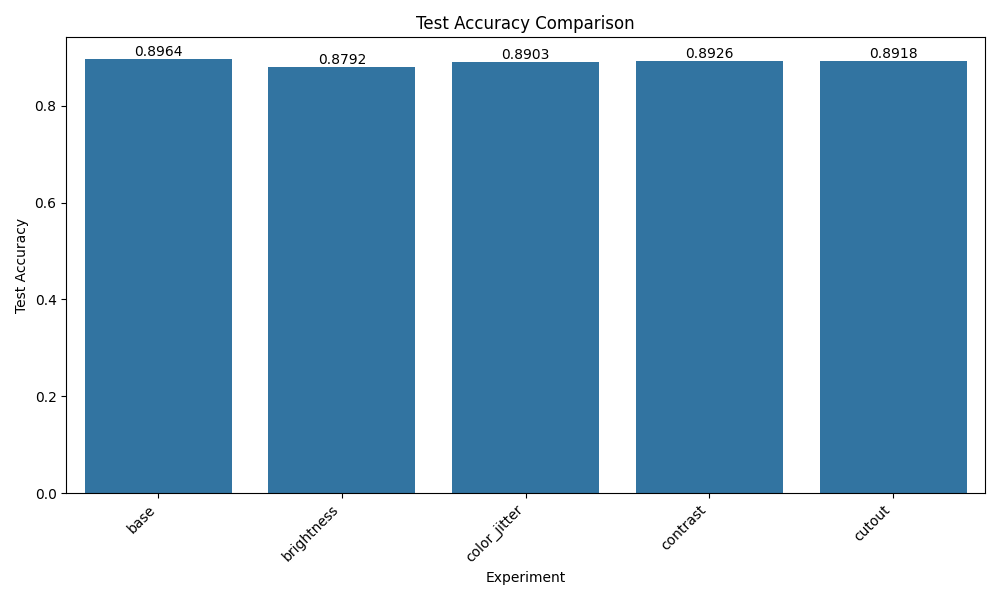 Test Accuracy Comparison
0.8964
0.8792
0.8903
0.8926
0.8918
Test Accuracy
0.8
0.6
0.4
0.2
0.0
base
brightness
color_jitter
contrast
cutout
Experiment